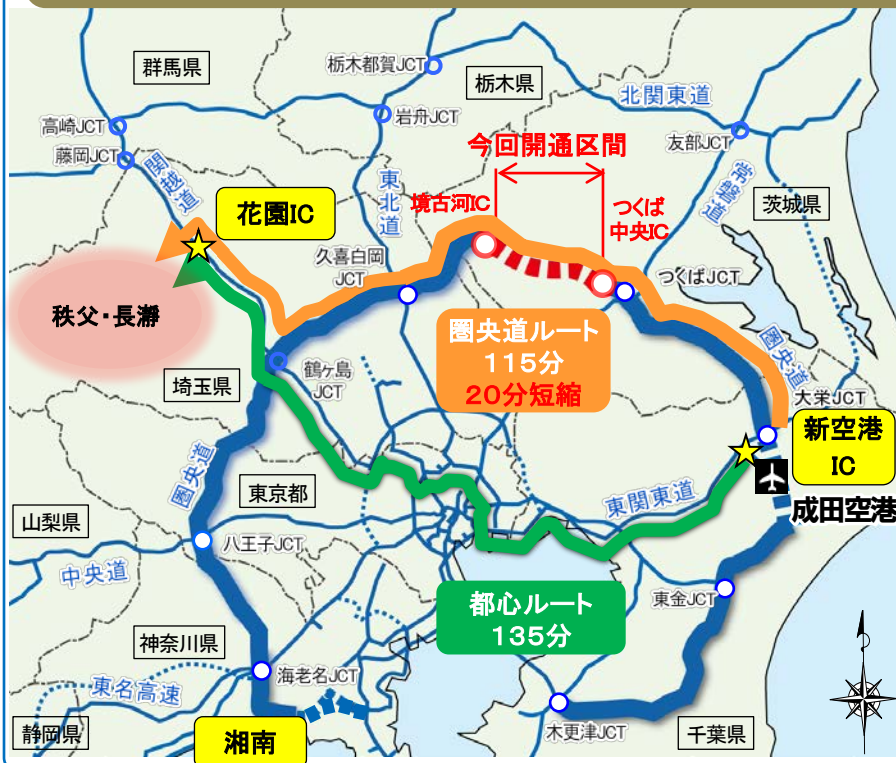 群馬県
栃木都賀JCT
栃木県
北関東道
高崎JCT
藤岡JCT
関越道
岩舟JCT
東北道
今回開通区間
友部JCT
常磐道
茨城県
花園IC
境古河IC
つくば
中央IC
久喜白岡
JCT
つくばJCT
秩父・長瀞
圏央道ルート
115分
20分短縮
圏央道
埼玉県
鶴ヶ島
JCT
大栄JCT
新空港
IC
圏央道
東京都
東関東道
成田空港
山梨県
中央道
八王子JCT
都心ルート
135分
東金JCT
神奈川県
海老名JCT
東名高速
静岡県
湘南
木更津JCT
千葉県